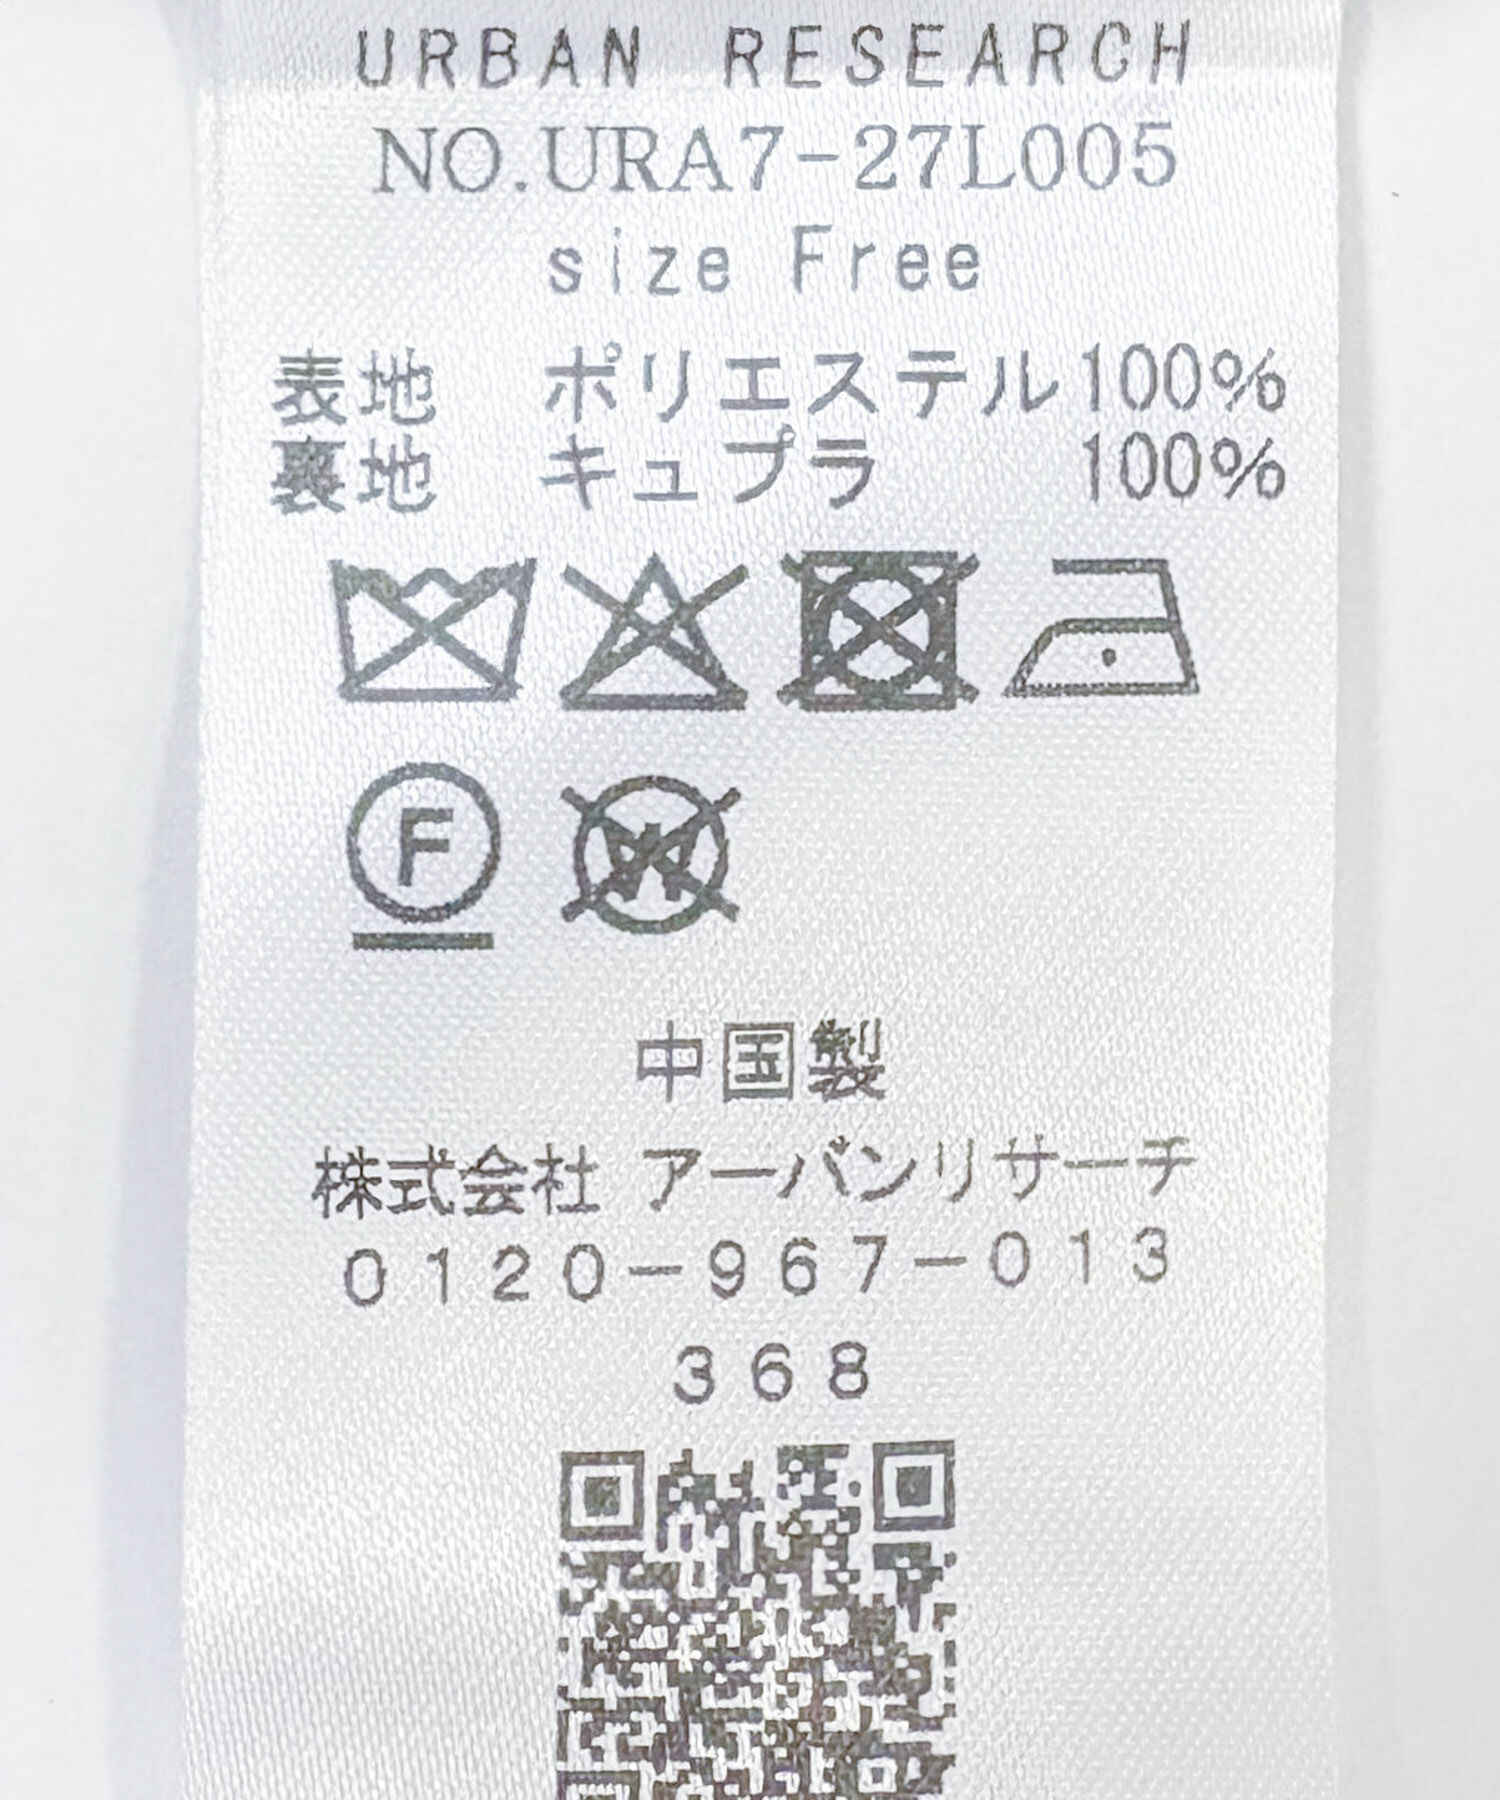 URBAN RESEARCH
NO.URA7-27L005
size Free
表地 ポリエステル100%
裏地 キュプラ 100%
F
W
中国製
株式会社 アーバンリサーチ
0120-967-013
368